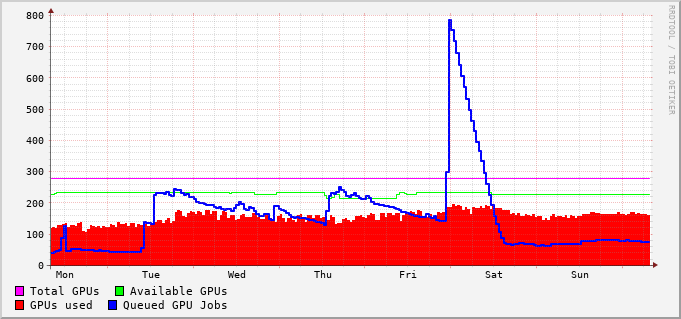 800
700
600
500
400
300
200
100
0
Mon Tue Wed Thu Fri Sat Sun
Total GPUs Available GPUs
GPUs used Queued GPU Jobs
RRDTOOL / TOBI OETIKER